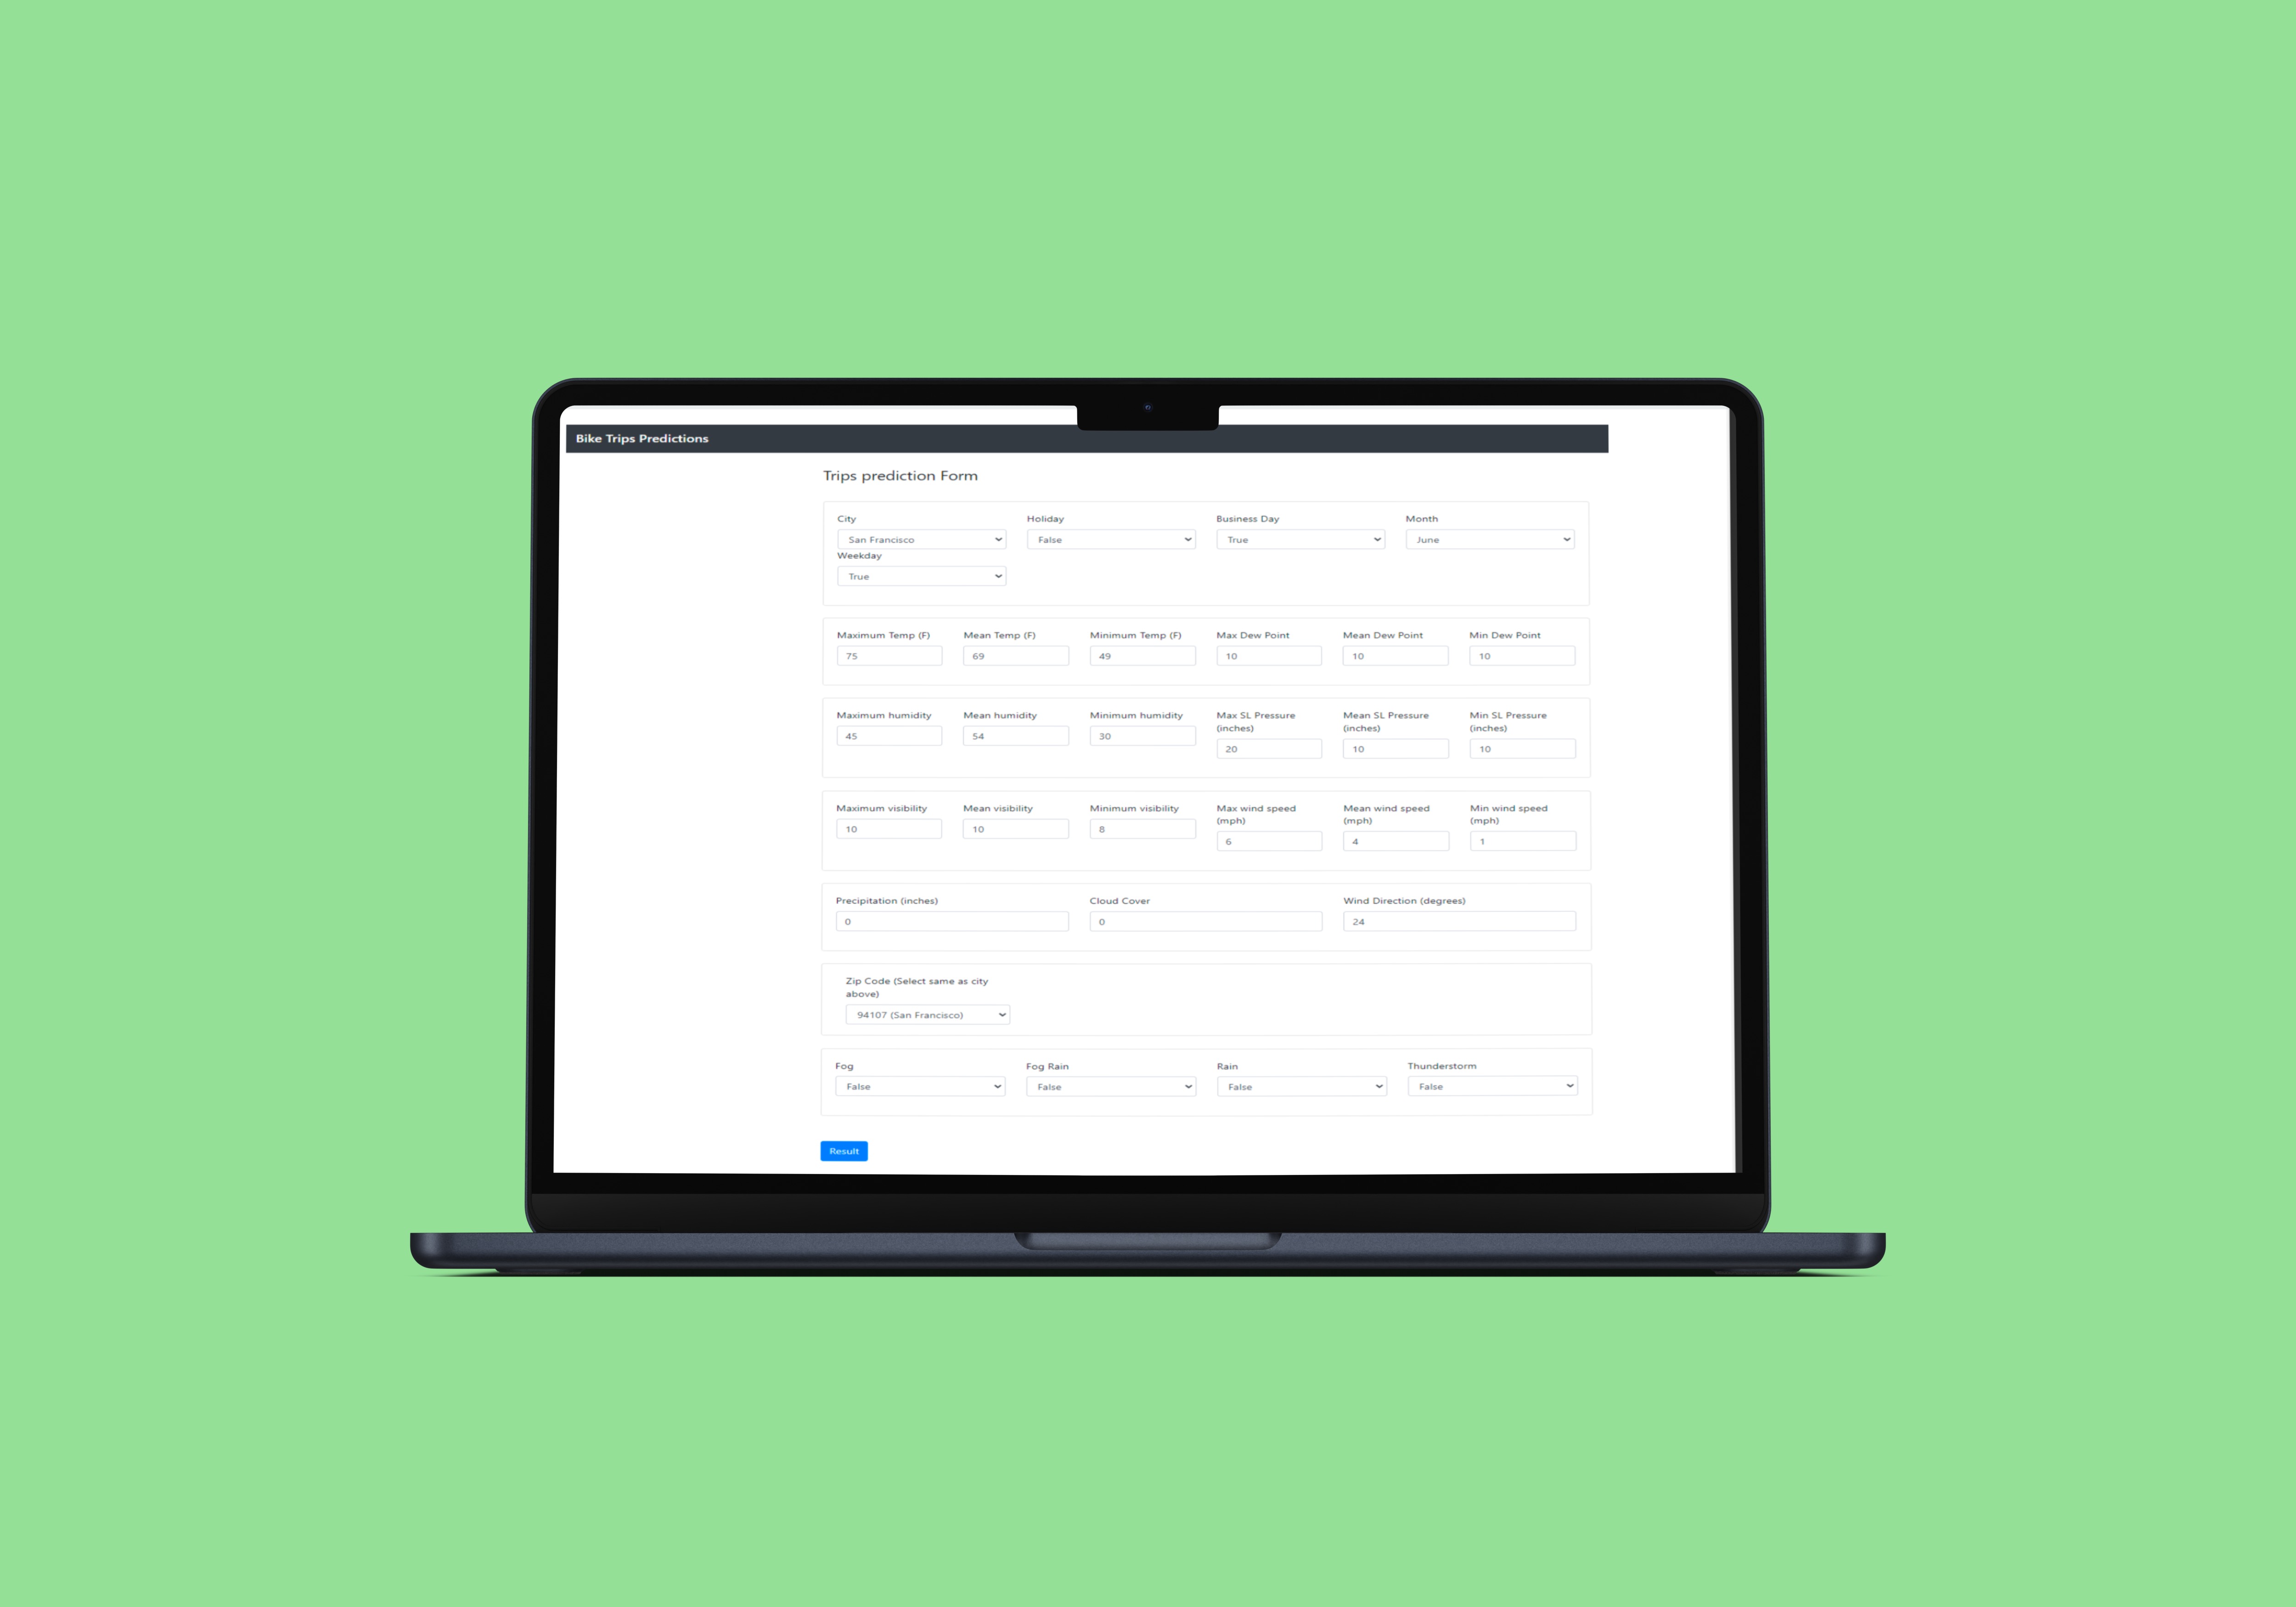 Bike Trips Predictions
Trips prediction Form
City Holiday Business Day Month
San Francisco False True June
Weekday
True
Maximum Temp (F) Mean Temp (F) Minimum Temp (F) Max Dew Point Mean Dew Point Min Dew Point
75 69 49 10 10 10
Maximum humidity Mean humidity Minimum humidity Max SL Pressure (inches) Mean SL Pressure (inches) Min SL Pressure (inches)
45 54 30 20 10 10
Maximum visibility Mean visibility Minimum visibility Max wind speed (mph) Mean wind speed (mph) Min wind speed (mph)
10 10 8 6 4 1
Precipitation (inches) Cloud Cover Wind Direction (degrees)
0 0 24
Zip Code (Select same as city
above)
94107 (San Francisco)
Fog Fog Rain Rain Thunderstorm
False False False False
Result